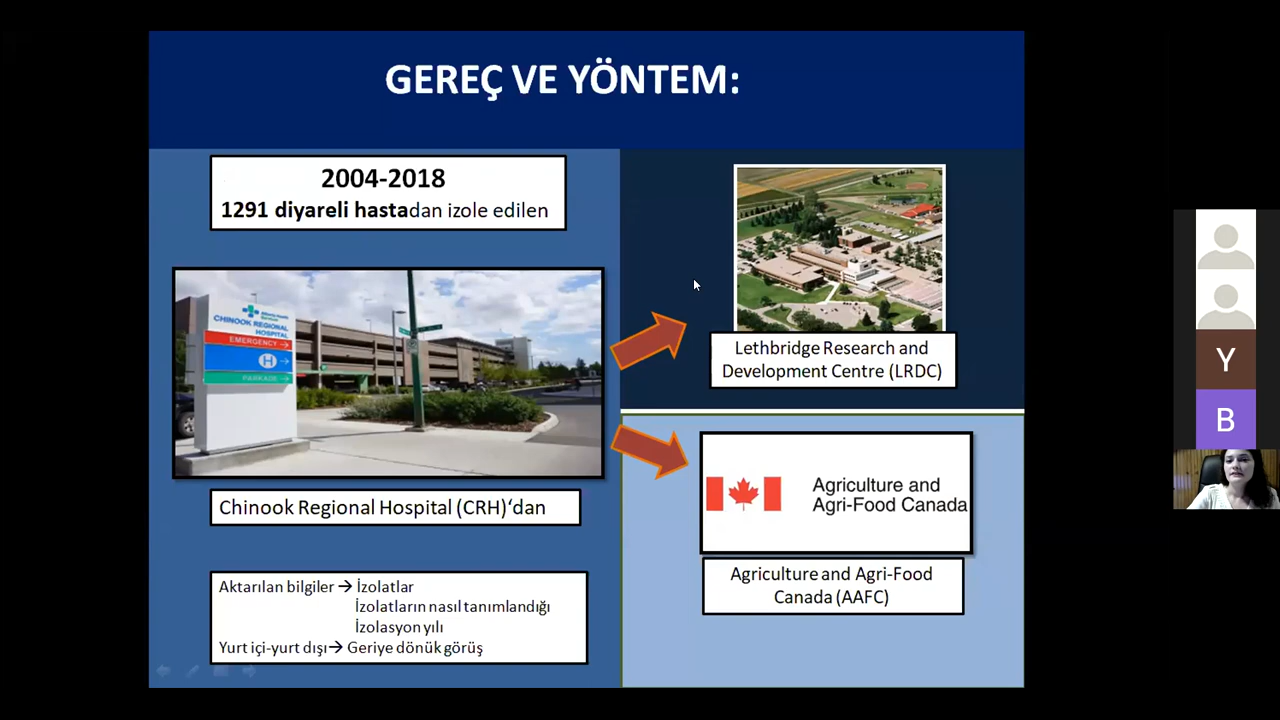 GEREÇ VE YÖNTEM:
2004-2018
1291 diyareli hastadan izole edilen
CHINOOK REGIONAL
HOSPITAL
EMERGENCY →
H →
PARKADE →
Chinook Regional Hospital (CRH)‘dan
Aktarılan bilgiler → İzolatlar
İzolatların nasıl tanımlandığı
İzolasyon yılı
Yurt içi-yurt dışı→ Geriye dönük görüş
Lethbridge Research and
Development Centre (LRDC)
Agriculture and
Agri-Food Canada
Agriculture and Agri-Food
Canada (AAFC)
Y
B